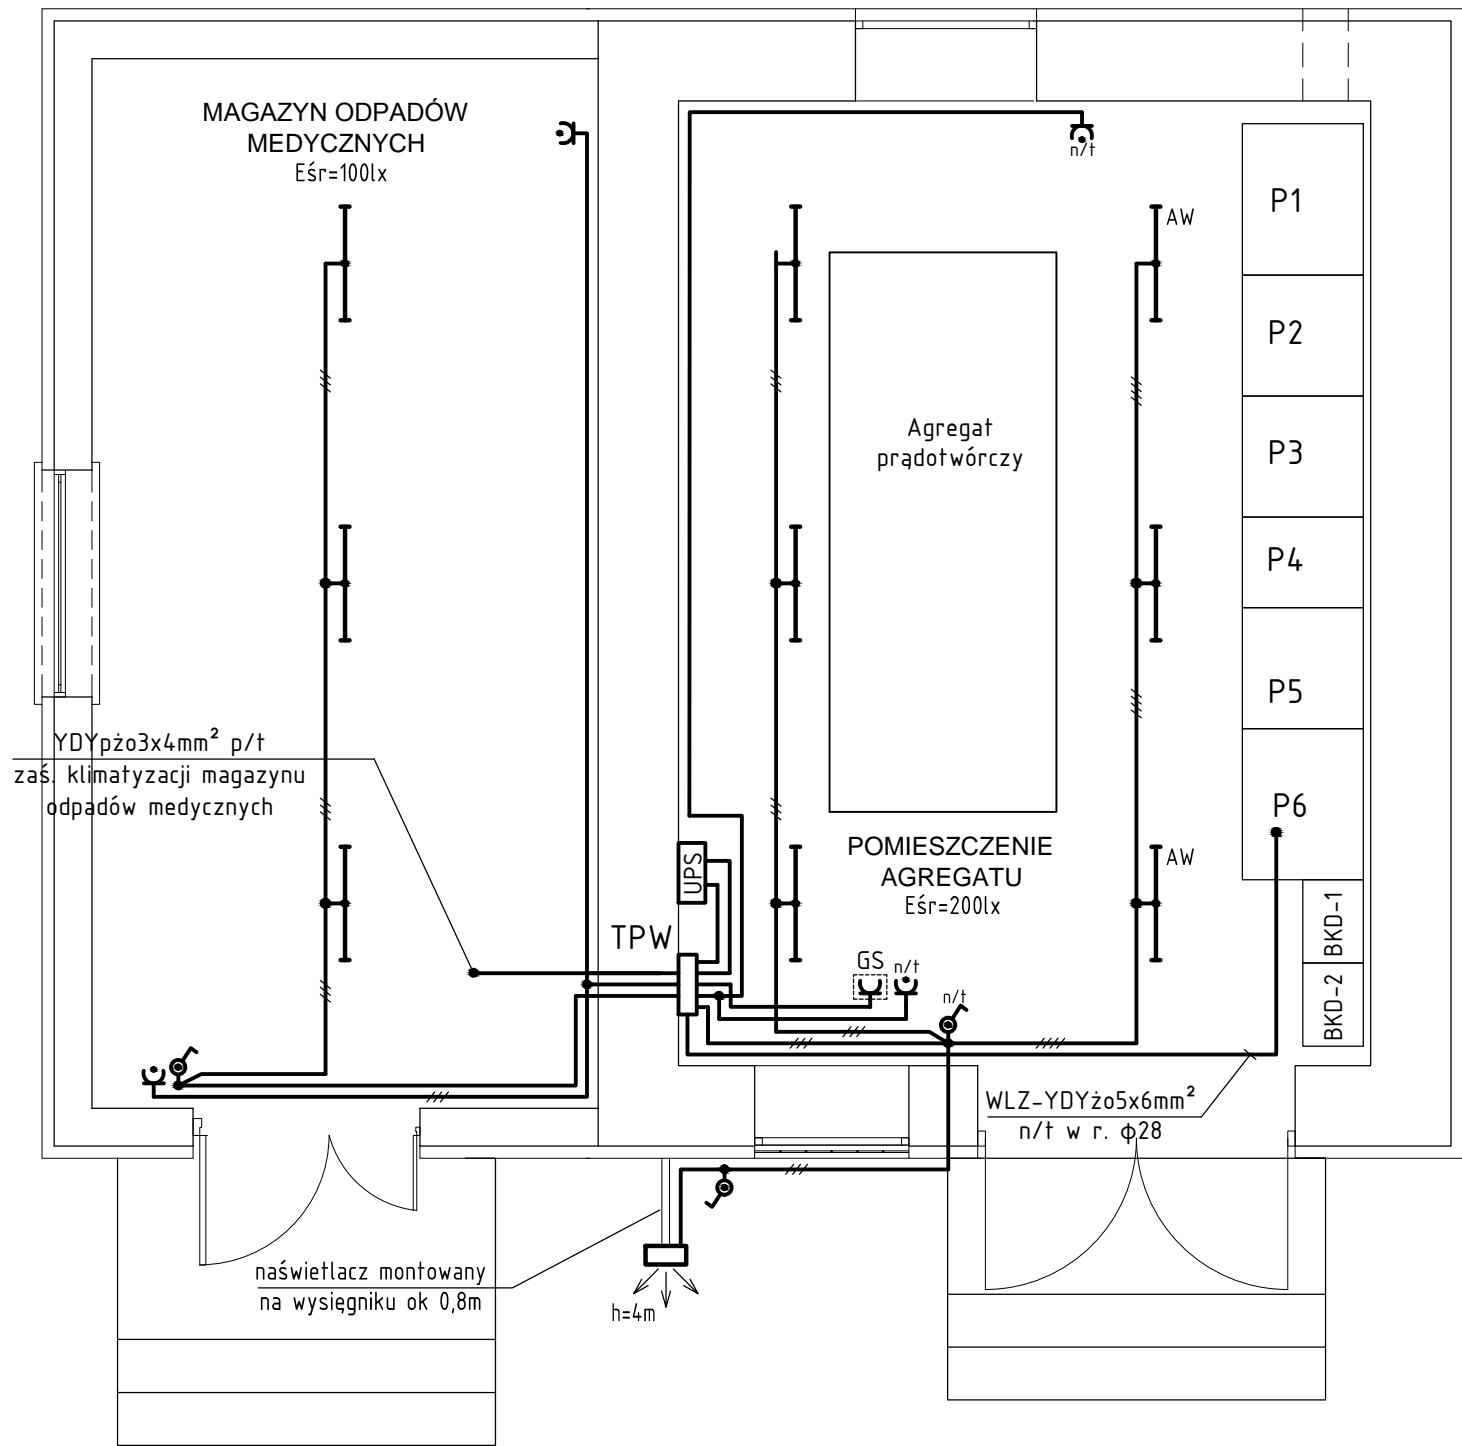 MAGAZYN ODPADÓW
MEDYCZNYCH
Eśr=100lx
n/t
AW
P1
P2
P3
P4
P5
P6
Agregat
prądotwórczy
YDYpżo3x4mm² p/t
zaś. klimatyzacji magazynu
odpadów medycznych
UPS
POMIESZCZENIE
AGREGATU
Eśr=200lx
AW
BKD-1
BKD-2
TPW
GS
n/t
n/t
WLZ-YDYżo5x6mm²
n/t w r. ϕ28
naświetlacz montowany
na wysięgniku ok 0,8m
h=4m